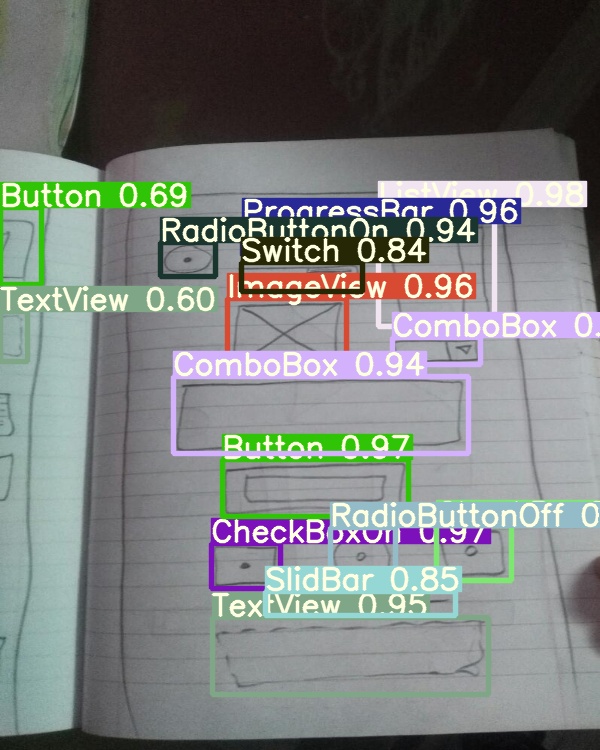 Button 0.69
ListView 0.98
ProgressBar 0.96
RadioButtonOn 0.94
Switch 0.84
TextView 0.60
ImageView 0.96
ComboBox 0.
ComboBox 0.94
Button 0.97
RadioButtonOff 0
CheckBoxOn 0.97
SlidBar 0.85
TextView 0.95